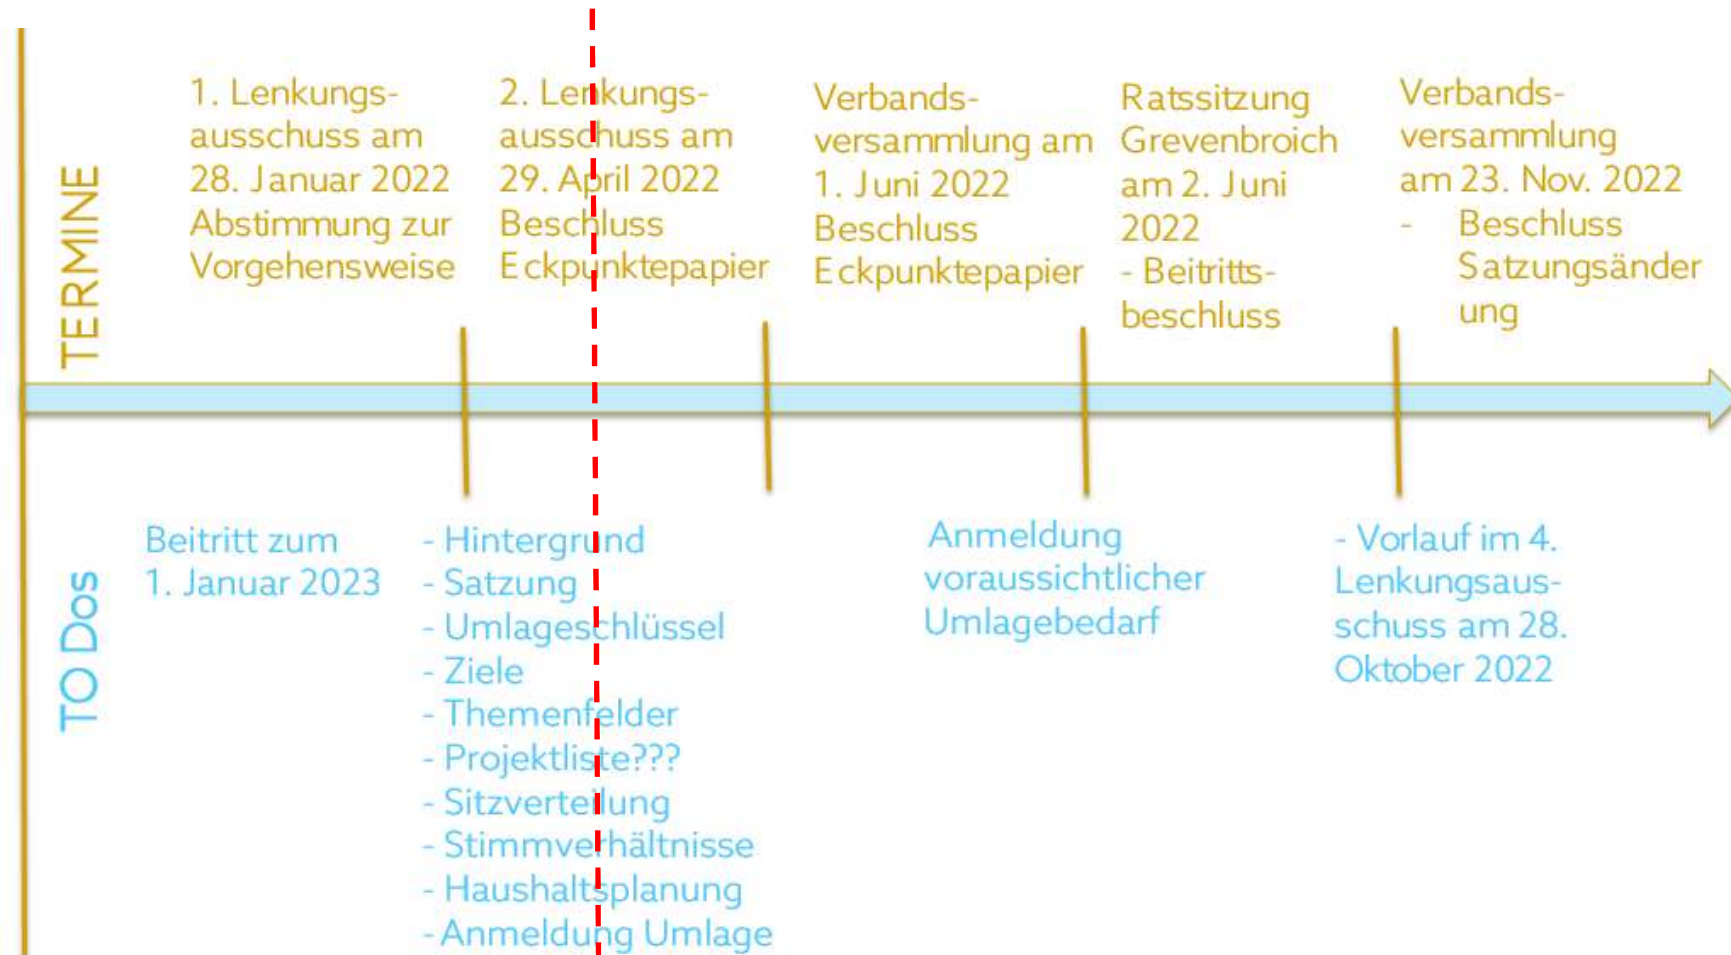 TERMINE
1. Lenkungs-
ausschuss am
28. Januar 2022
Abstimmung zur
Vorgehensweise
2. Lenkungs-
ausschuss am
29. April 2022
Beschluss
Eckpunktepapier
Verbands-
versammlung am
1. Juni 2022
Beschluss
Eckpunktepapier
Ratssitzung
Grevenbroich
am 2. Juni
2022
- Beitritts-
beschluss
Verbands-
versammlung
am 23. Nov. 2022
- Beschluss
Satzungsänder
ung
TO Dos
Beitritt zum
1. Januar 2023
- Hintergrund
- Satzung
- Umlageschlüssel
- Ziele
- Themenfelder
- Projektliste???
- Sitzverteilung
- Stimmverhältnisse
- Haushaltsplanung
- Anmeldung Umlage
Anmeldung
voraussichtlicher
Umlagebedarf
- Vorlauf im 4.
Lenkungsaus-
schuss am 28.
Oktober 2022